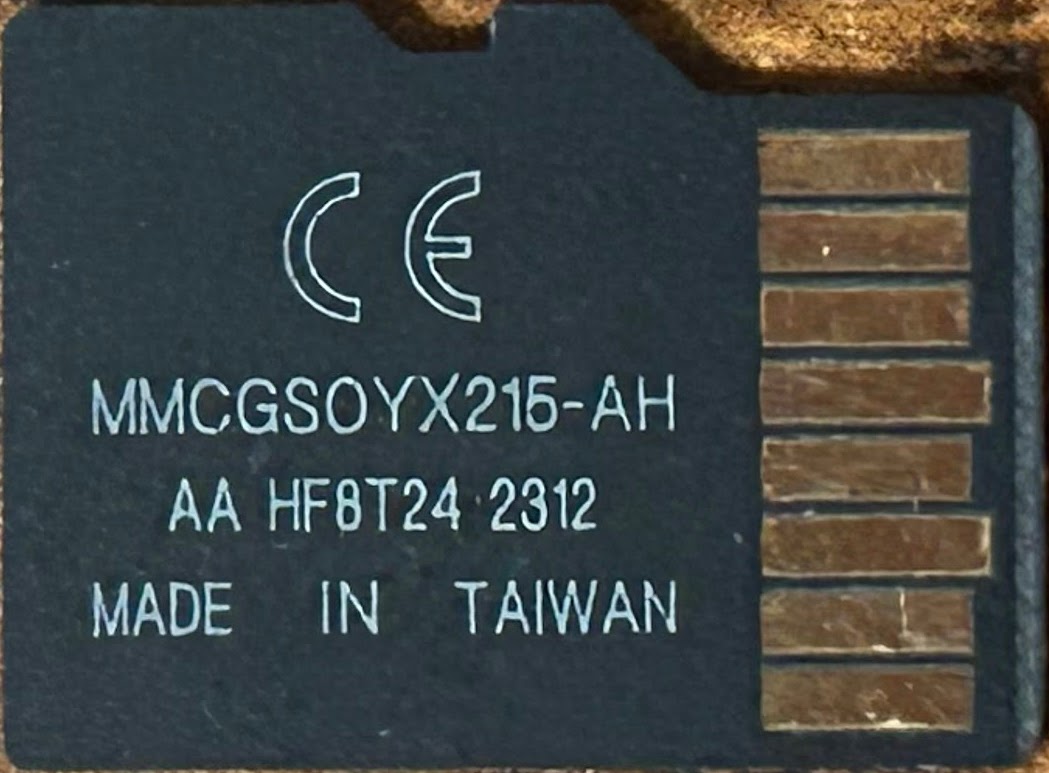 CE
MMCGSOYX215-AH
AA HF8T24 2312
MADE IN TAIWAN